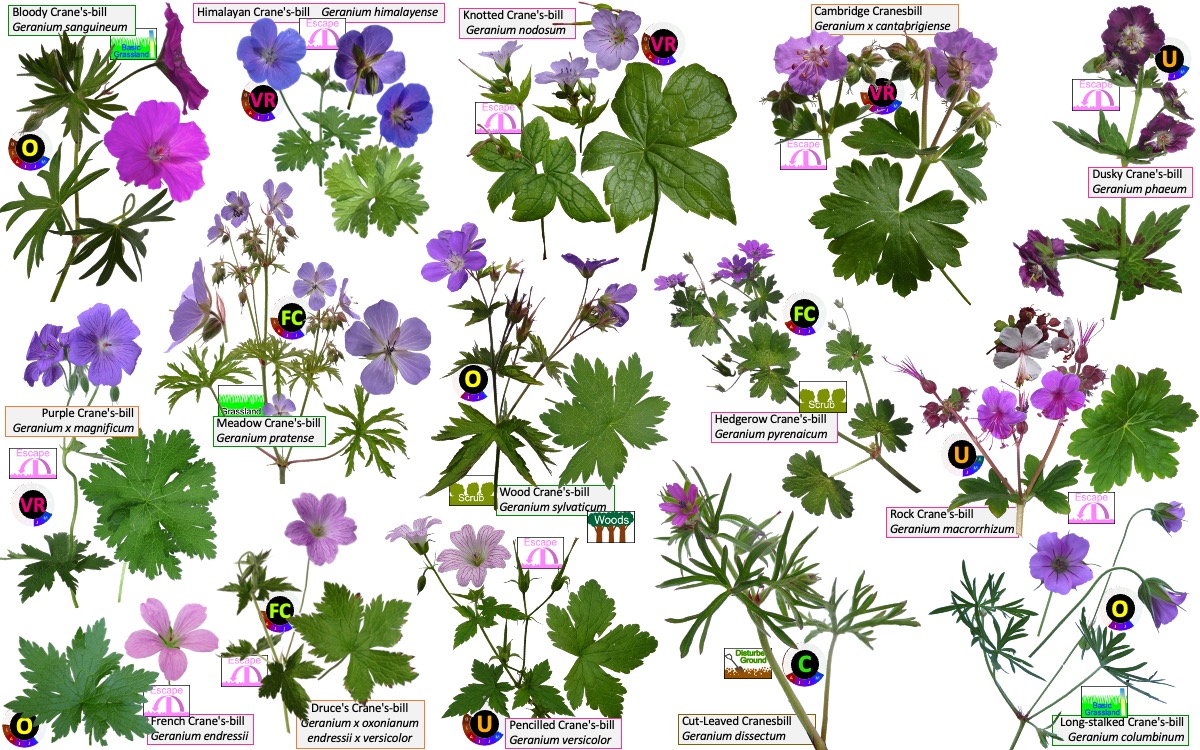 Bloody Crane's-bill
Geranium sanguineum
Basic
Grassland
O
Himalayan Crane's-bill Geranium himalayense
Escape
VR
Knotted Crane's-bill
Geranium nodosum
VR
Escape
Cambridge Cranesbill
Geranium x cantabrigiense
VR
Escape
U
Escape
Dusky Crane's-bill
Geranium phaeum
Purple Crane's-bill
Geranium x magnificum
Escape
VR
FC
Grassland
Meadow Crane's-bill
Geranium pratense
O
Scrub
Wood Crane's-bill
Geranium sylvaticum
Woods
FC
Scrub
Hedgerow Crane's-bill
Geranium pyrenaicum
U
Rock Crane's-bill
Geranium macrorrhizum
Escape
O
Escape
French Crane's-bill
Geranium endressii
FC
Escape
Druce's Crane's-bill
Geranium x oxonianum
endressii x versicolor
Escape
U
Pencilled Crane's-bill
Geranium versicolor
Disturbed
Ground
C
Cut-Leaved Cranesbill
Geranium dissectum
O
Basic
Grassland
Long-stalked Crane's-bill
Geranium columbinum